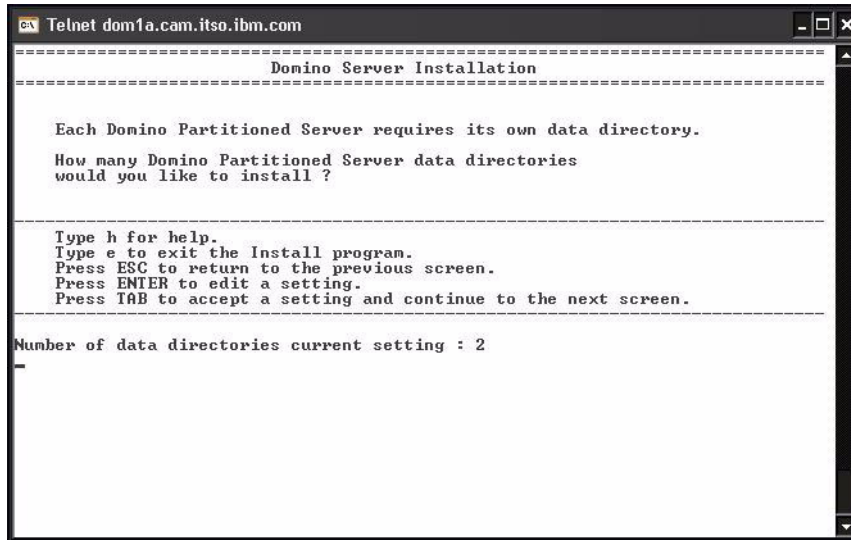 Telnet dom1a.cam.itso.ibm.com
Domino Server Installation
Each Domino Partitioned Server requires its own data directory.
How many Domino Partitioned Server data directories
would you like to install ?
Type h for help.
Type e to exit the Install program.
Press ESC to return to the previous screen.
Press ENTER to edit a setting.
Press TAB to accept a setting and continue to the next screen.
Number of data directories current setting : 2